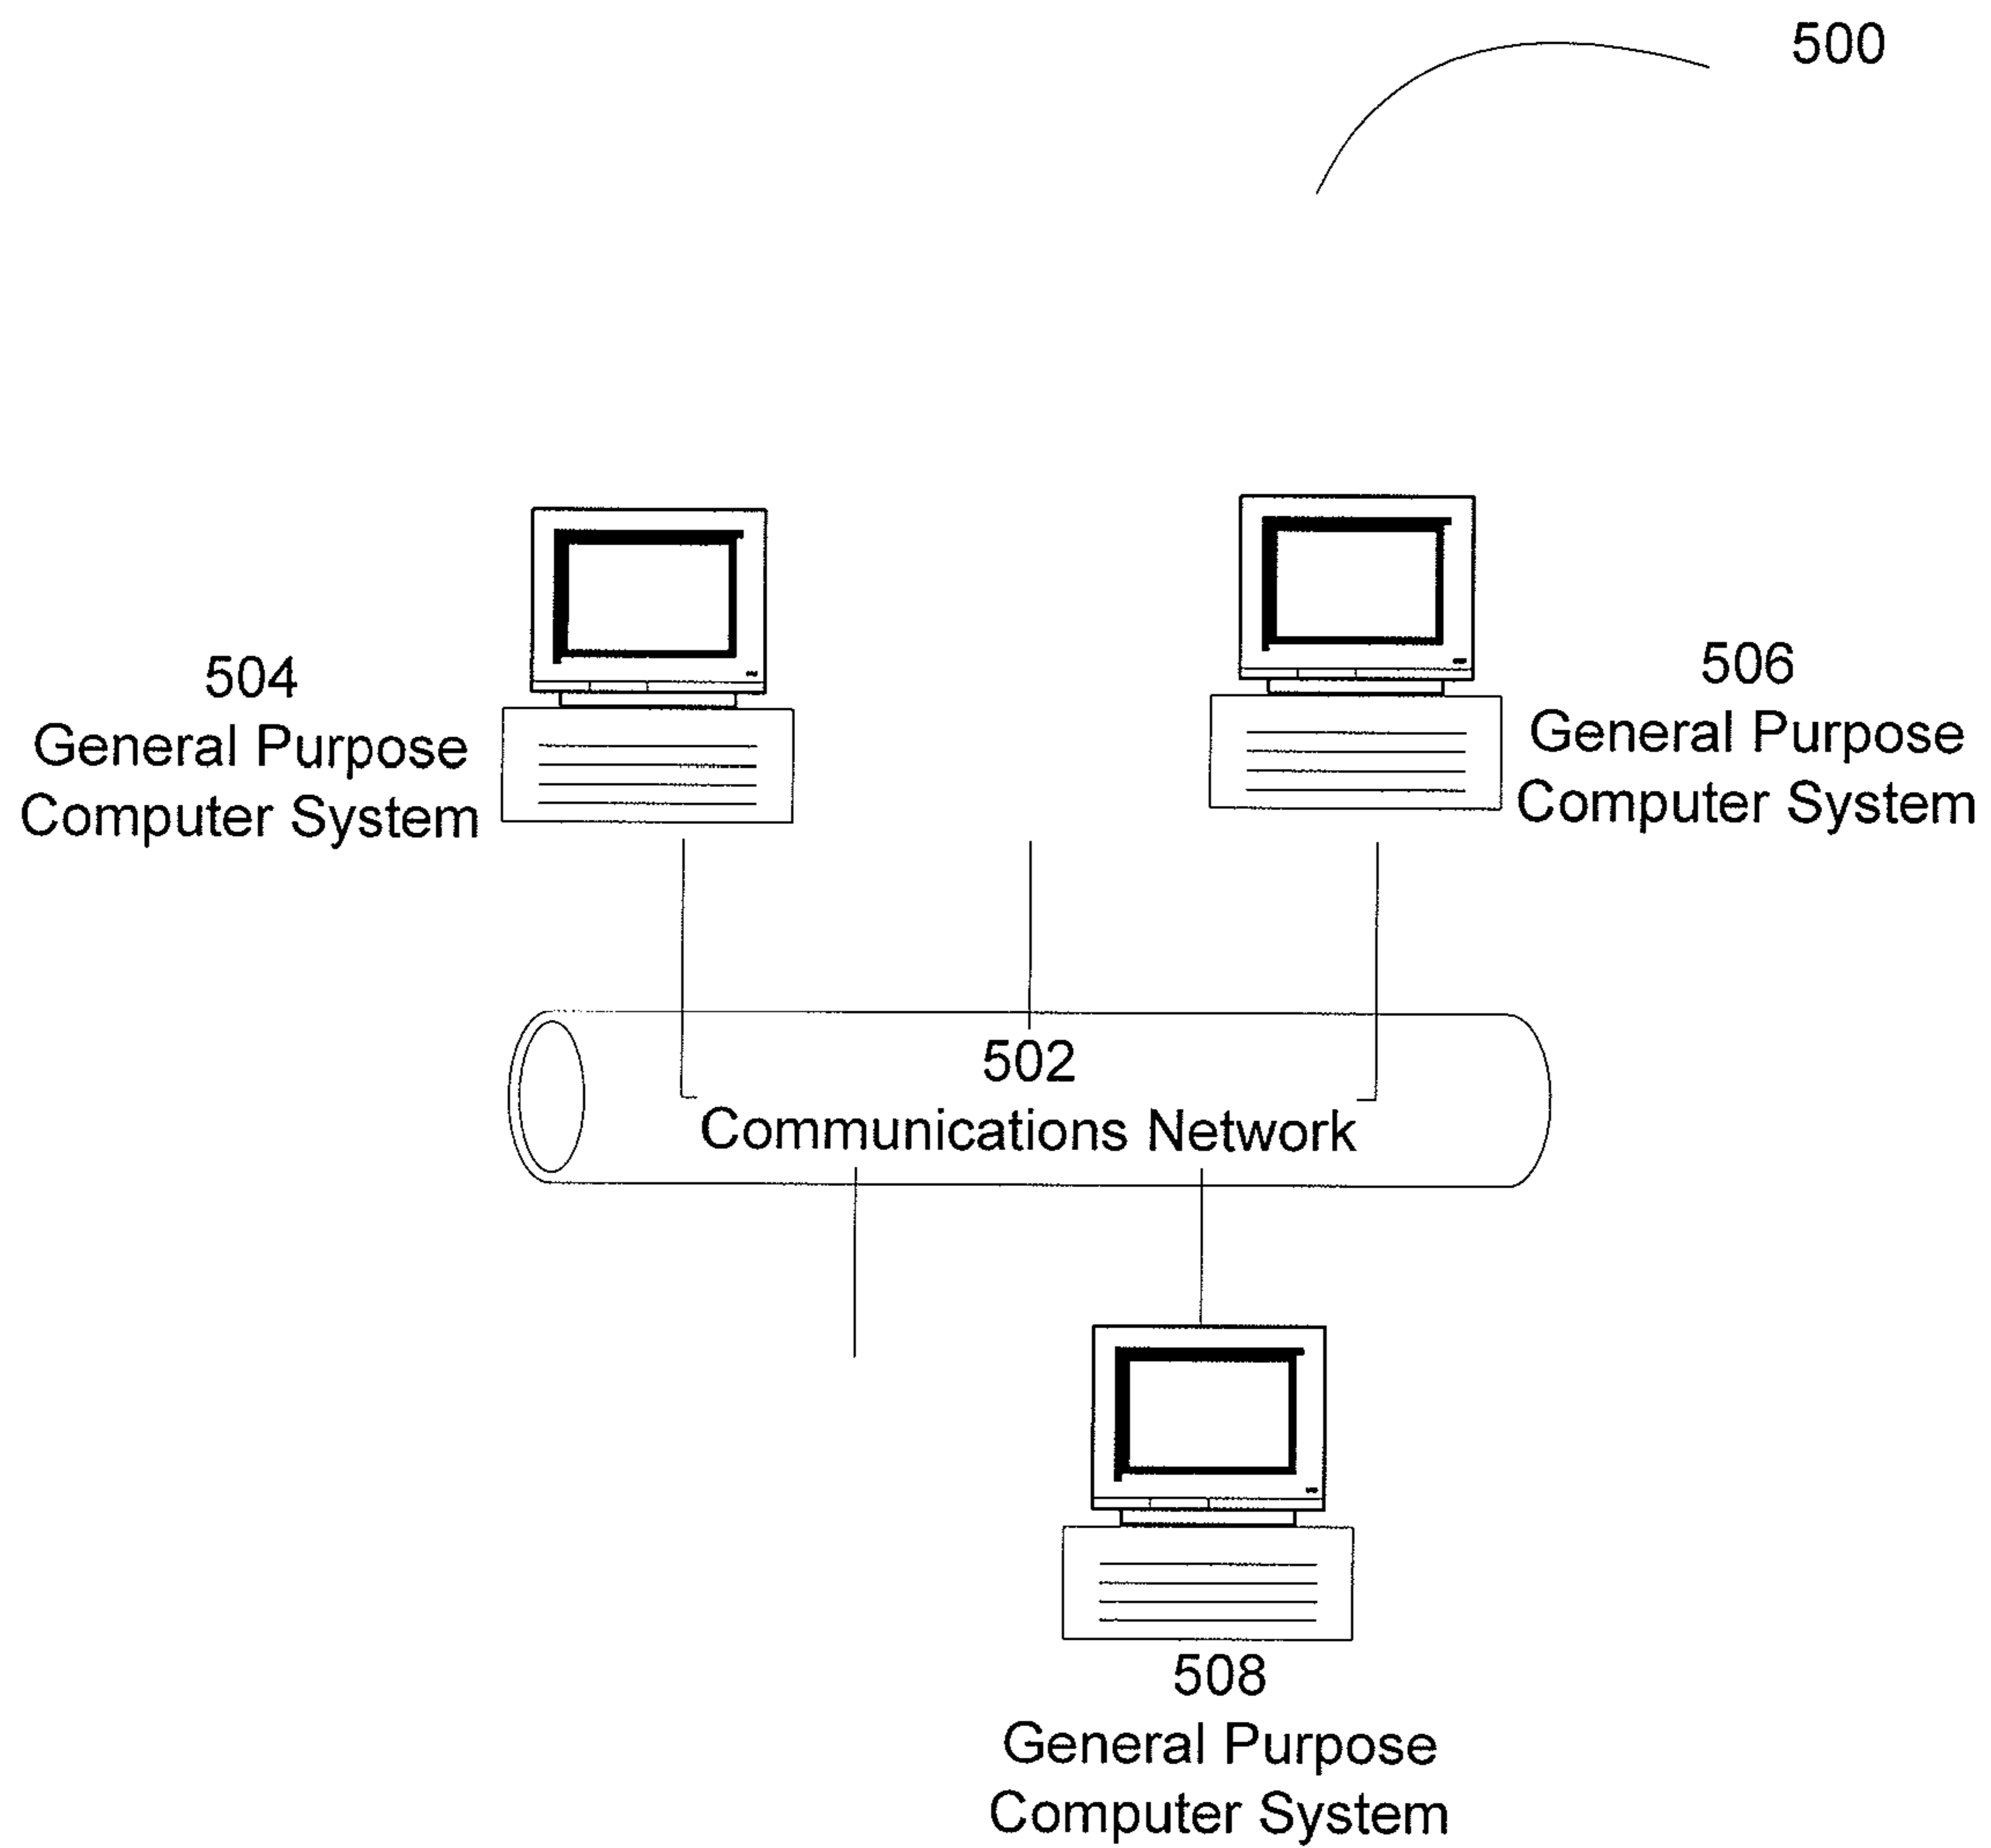 500
504
General Purpose
Computer System
506
General Purpose
Computer System
502
Communications Network
508
General Purpose
Computer System